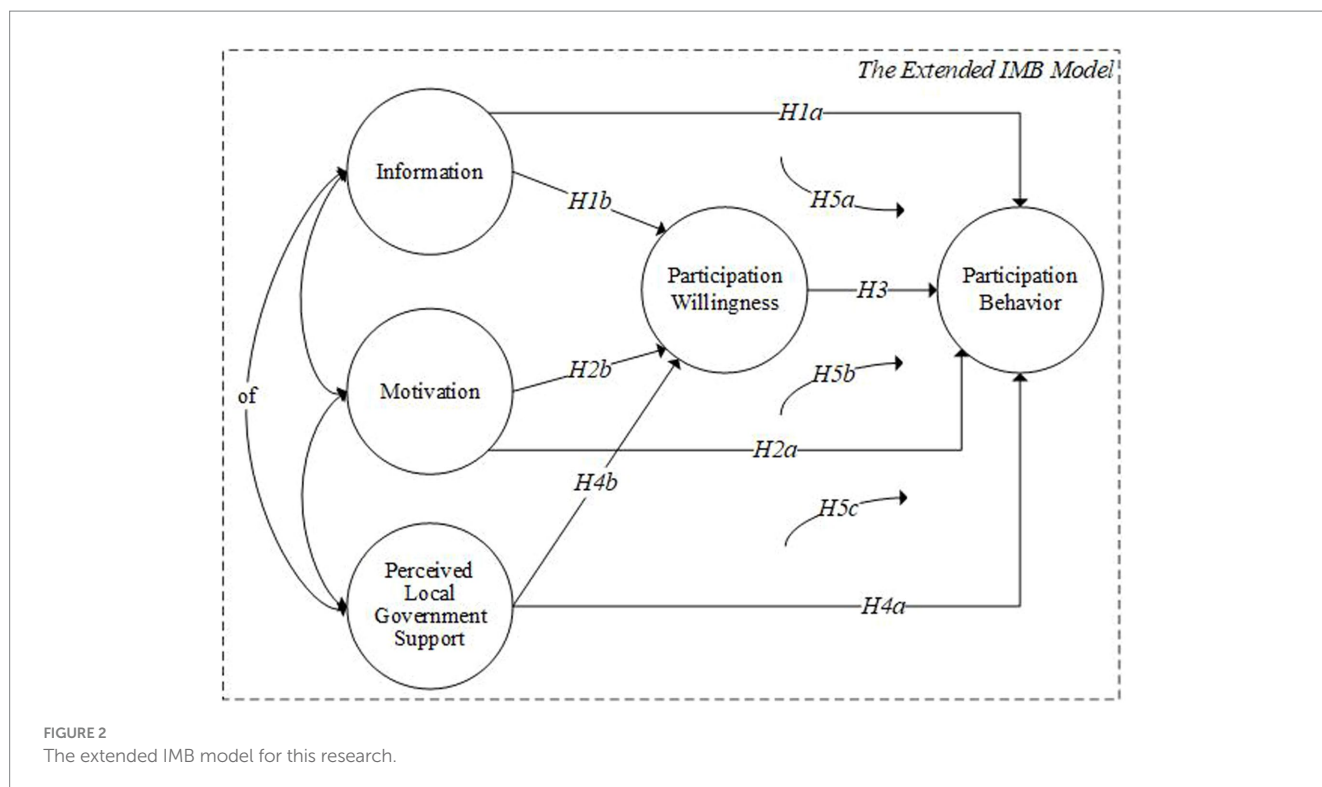 The Extended IMB Model
H1a
Information
H1b
H5a
Participation
Willingness
H3
Participation
Behavior
H2b
H5b
Motivation
of
H2a
H4b
H5c
Perceived
Local
Government
Support
H4a
FIGURE 2
The extended IMB model for this research.